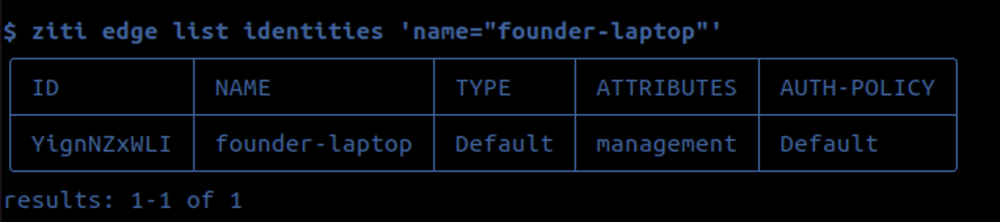 $ ziti edge list identities 'name="founder-laptop"'
ID NAME TYPE ATTRIBUTES AUTH-POLICY
YignNZxWLI founder-laptop Default management Default
results: 1-1 of 1